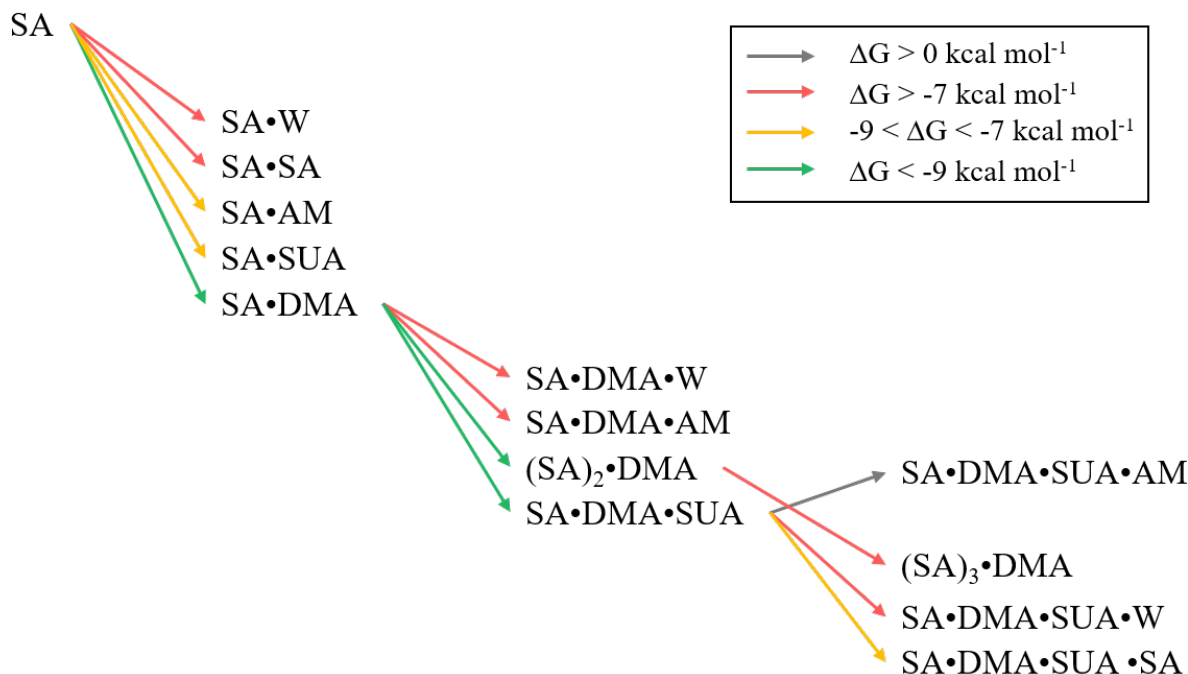 SA
ΔG > 0 kcal mol⁻¹
ΔG > -7 kcal mol⁻¹
-9 < ΔG < -7 kcal mol⁻¹
ΔG < -9 kcal mol⁻¹
SA•W
SA•SA
SA•AM
SA•SUA
SA•DMA
SA•DMA•W
SA•DMA•AM
(SA)₂•DMA
SA•DMA•SUA
SA•DMA•SUA•AM
(SA)₃•DMA
SA•DMA•SUA•W
SA•DMA•SUA •SA